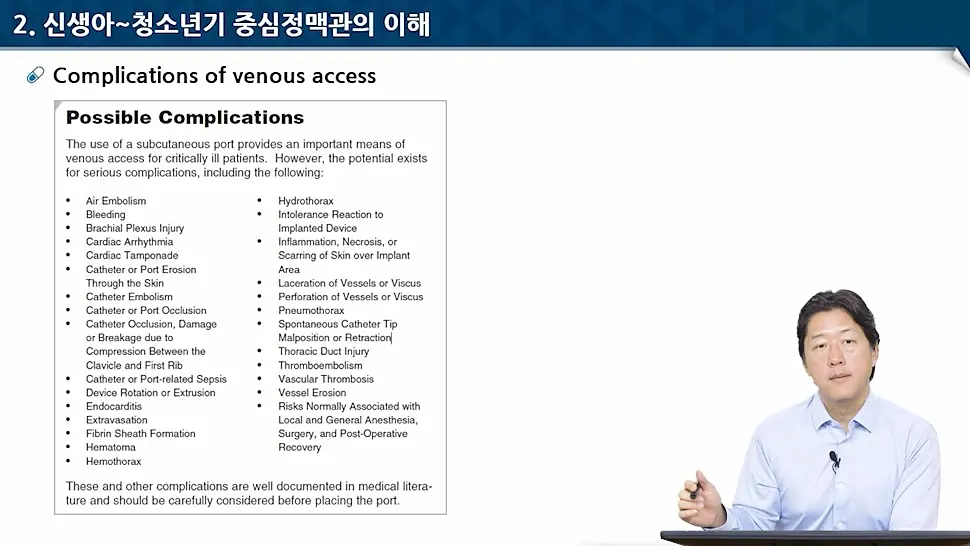 2. 신생아~청소년기 중심정맥관의 이해
Complications of venous access
Possible Complications
The use of a subcutaneous port provides an important means of
venous access for critically ill patients. However, the potential exists
for serious complications, including the following:
• Air Embolism
• Bleeding
• Brachial Plexus Injury
• Cardiac Arrhythmia
• Cardiac Tamponade
• Catheter or Port Erosion
Through the Skin
• Catheter Embolism
• Catheter or Port Occlusion
• Catheter Occlusion, Damage
or Breakage due to
Compression Between the
Clavicle and First Rib
• Catheter or Port-related Sepsis
• Device Rotation or Extrusion
• Endocarditis
• Extravasation
• Fibrin Sheath Formation
• Hematoma
• Hemothorax
• Hydrothorax
• Intolerance Reaction to
Implanted Device
• Inflammation, Necrosis, or
Scarring of Skin over Implant
Area
• Laceration of Vessels or Viscus
• Perforation of Vessels or Viscus
• Pneumothorax
• Spontaneous Catheter Tip
Malposition or Retraction
• Thoracic Duct Injury
• Thromboembolism
• Vascular Thrombosis
• Vessel Erosion
• Risks Normally Associated with
Local and General Anesthesia,
Surgery, and Post-Operative
Recovery
These and other complications are well documented in medical litera-
ture and should be carefully considered before placing the port.